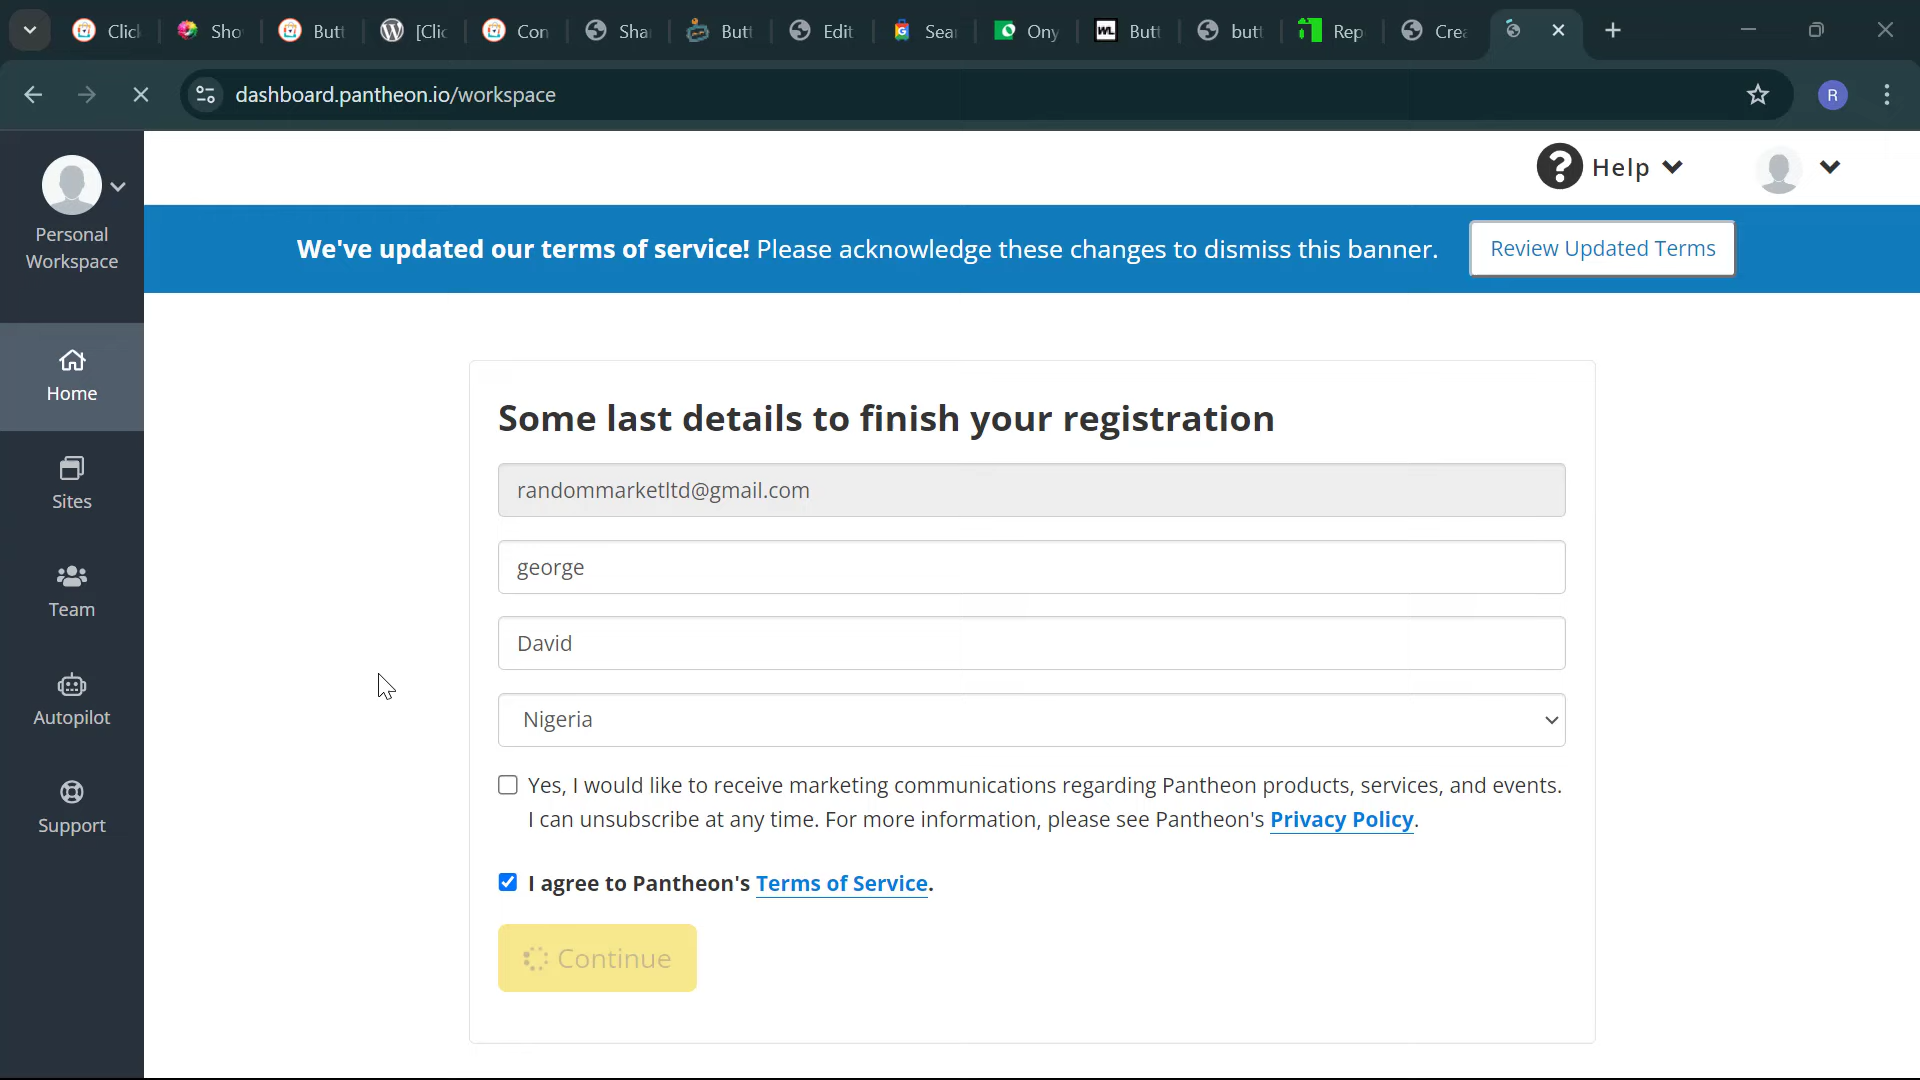 Click
Sho
Butt
[Clic
Con
Sha
Butt
Edit
Sear
Ony
WL
Butt
butt
Rep
Crea
dashboard.pantheon.io/workspace
R
Help
Personal
Workspace
We've updated our terms of service! Please acknowledge these changes to dismiss this banner.
Review Updated Terms
Home
Sites
Team
Autopilot
Support
Some last details to finish your registration
randommarketltd@gmail.com
george
David
Nigeria
Yes, I would like to receive marketing communications regarding Pantheon products, services, and events.
I can unsubscribe at any time. For more information, please see Pantheon's Privacy Policy.
I agree to Pantheon's Terms of Service.
Continue